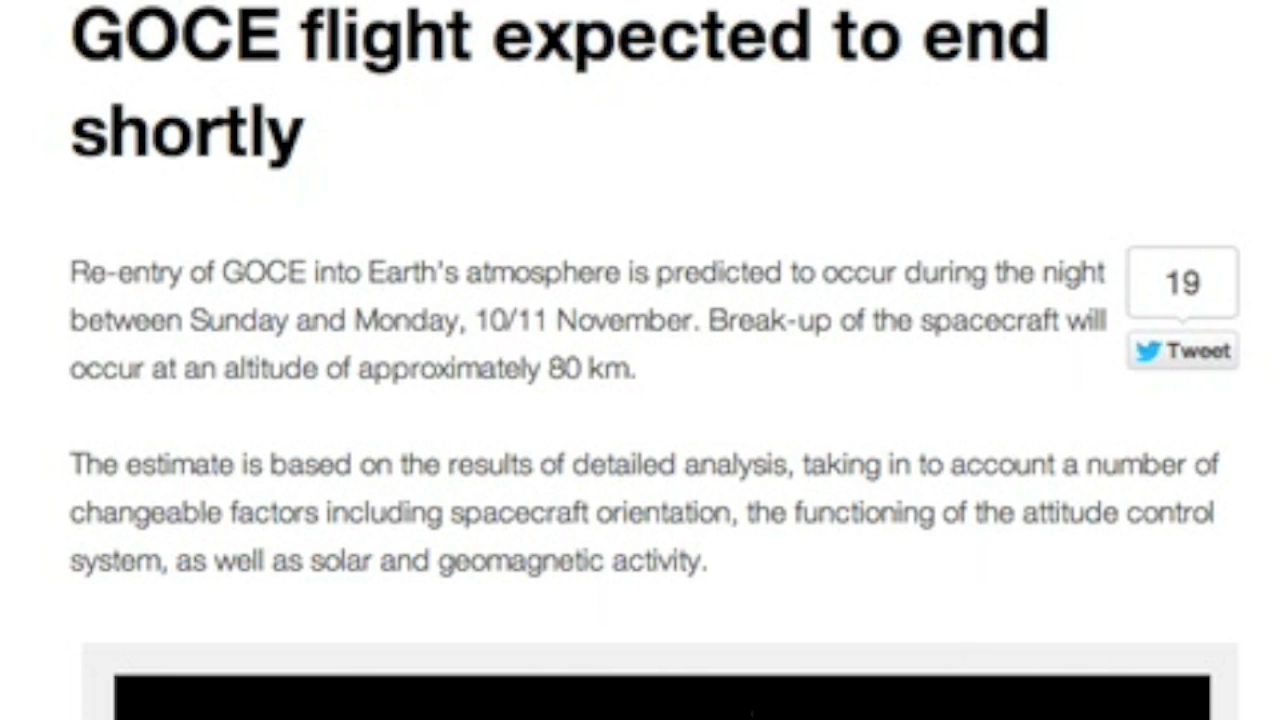 GOCE flight expected to end
shortly
Re-entry of GOCE into Earth's atmosphere is predicted to occur during the night
between Sunday and Monday, 10/11 November. Break-up of the spacecraft will
occur at an altitude of approximately 80 km.
19
Tweet
The estimate is based on the results of detailed analysis, taking in to account a number of
changeable factors including spacecraft orientation, the functioning of the attitude control
system, as well as solar and geomagnetic activity.